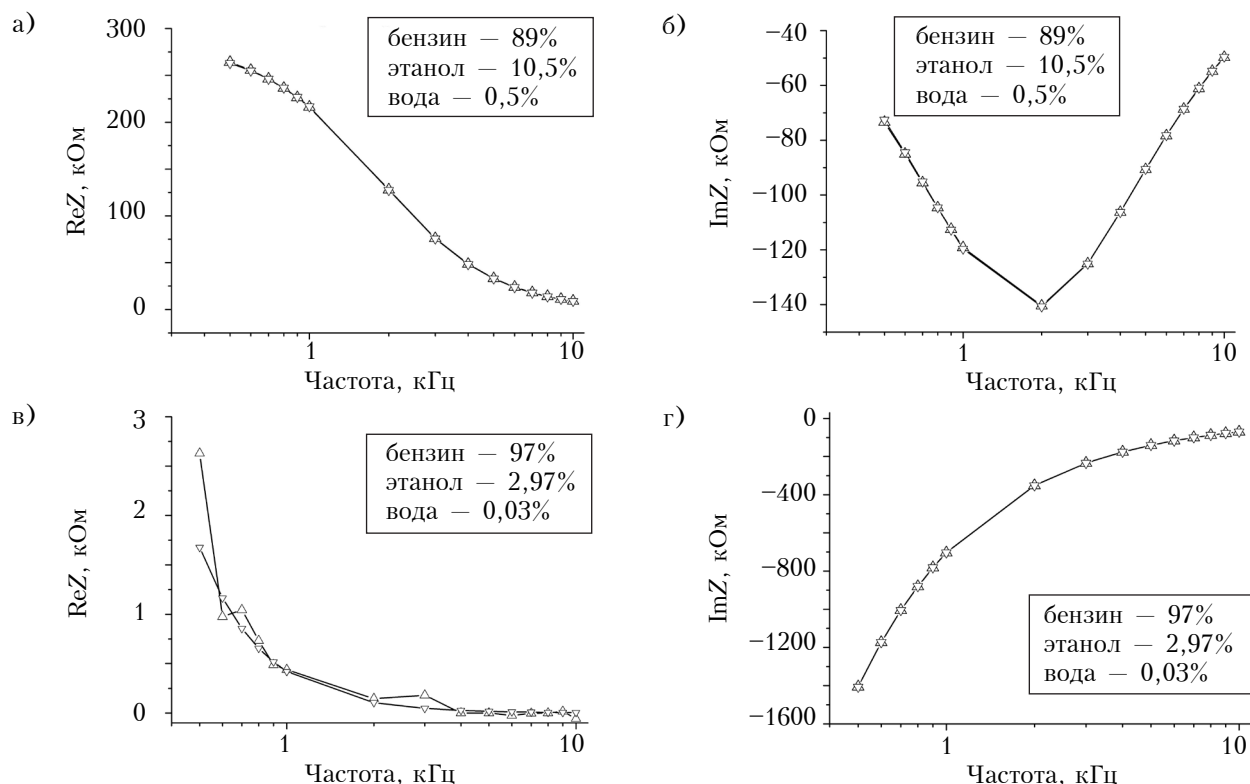 а)
300
200
100
0
ReZ, кОм
бензин — 89%
этанол — 10,5%
вода — 0,5%
1
10
Частота, кГц
б)
−40
−60
−80
−100
−120
−140
ImZ, кОм
бензин — 89%
этанол — 10,5%
вода — 0,5%
1
10
Частота, кГц
в)
3
2
1
0
ReZ, кОм
бензин — 97%
этанол — 2,97%
вода — 0,03%
1
10
Частота, кГц
г)
0
−400
−800
−1200
−1600
ImZ, кОм
бензин — 97%
этанол — 2,97%
вода — 0,03%
1
10
Частота, кГц